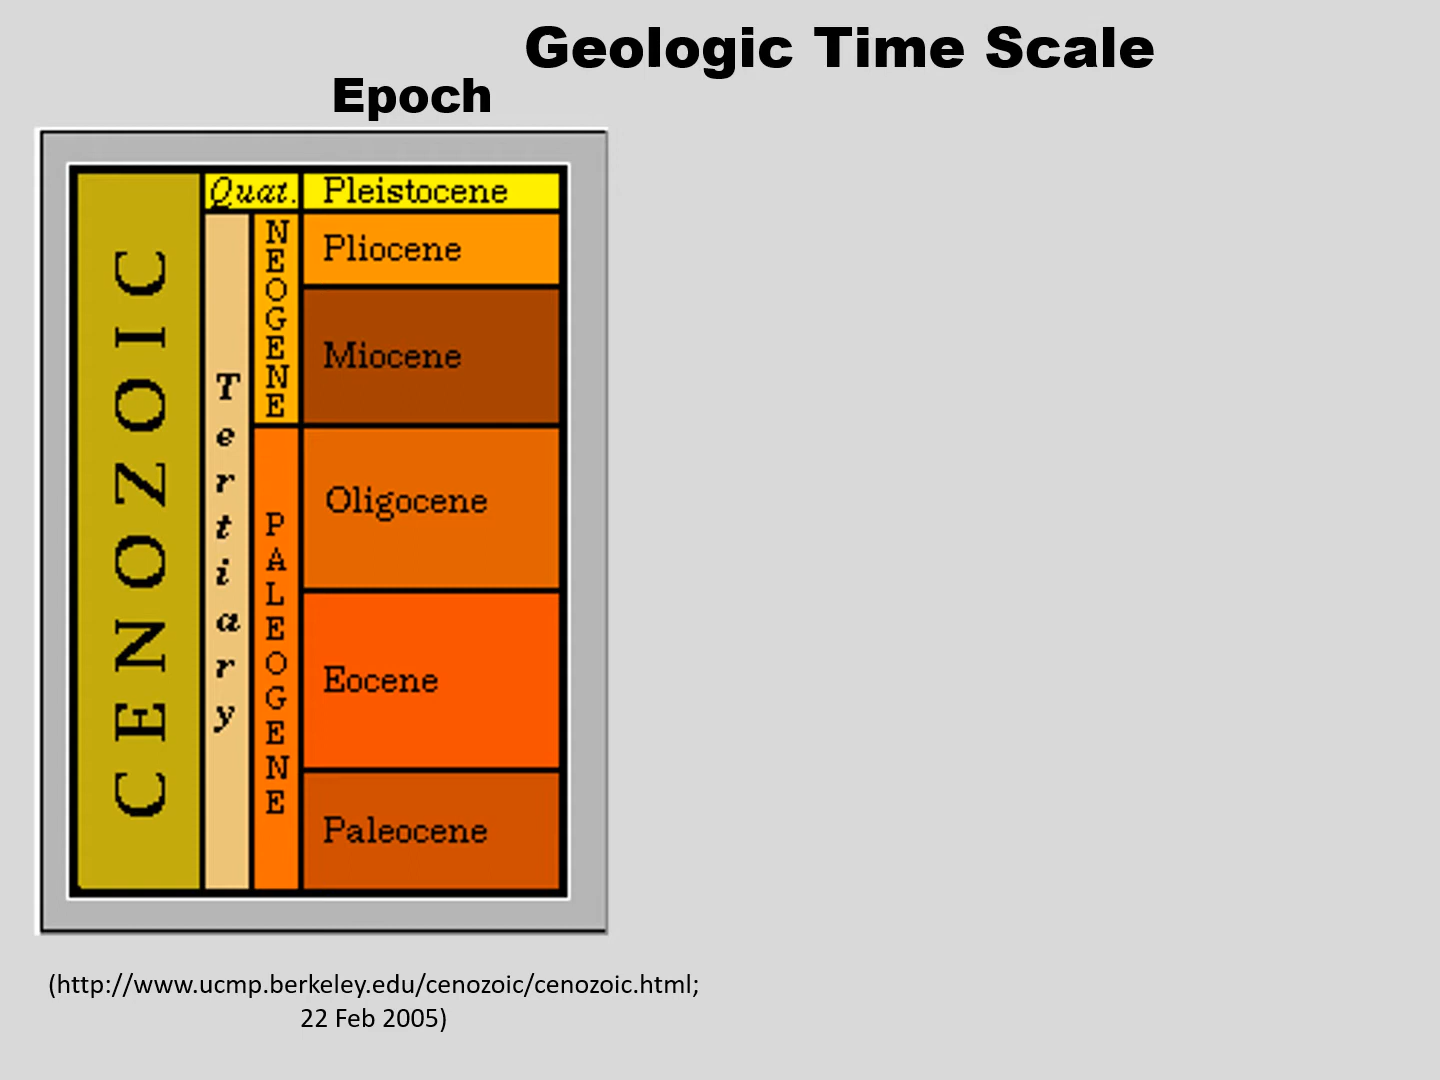 Geologic Time Scale
Epoch
CENOZOIC
Quat.
Tertiary
NEOGENE
PALEOGENE
Pleistocene
Pliocene
Miocene
Oligocene
Eocene
Paleocene
(http://www.ucmp.berkeley.edu/cenozoic/cenozoic.html;
22 Feb 2005)